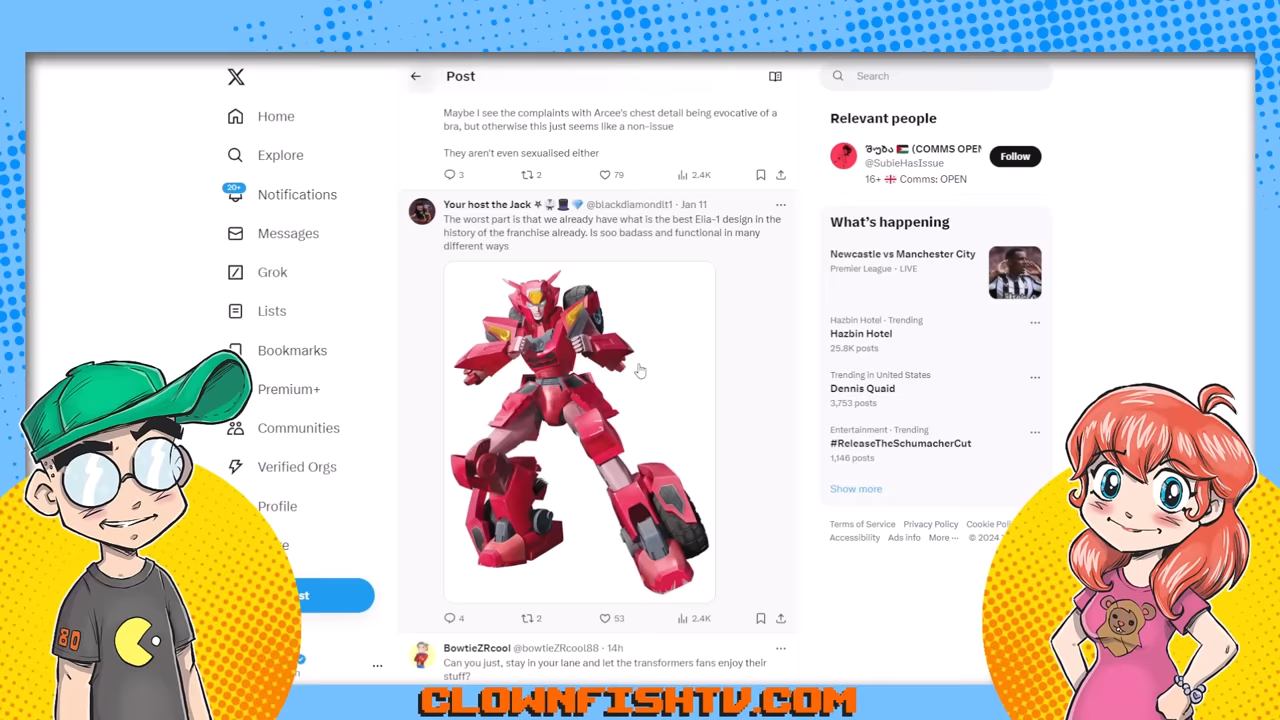 Post
Search
Home
Explore
20+
Notifications
Messages
Grok
Lists
Bookmarks
Premium+
Communities
Verified Orgs
Profile
Maybe I see the complaints with Arcee's chest detail being evocative of a
bra, but otherwise this just seems like a non-issue
They aren't even sexualised either
3
2
79
2.4K
Your host the Jack @blackdiamondlt1 · Jan 11
The worst part is that we already have what is the best Elia-1 design in the
history of the franchise already. Is soo badass and functional in many
different ways
4
2
53
2.4K
BowtieZRcool @bowtieZRcool88 · 14h
Can you just, stay in your lane and let the transformers fans enjoy their
stuff?
Relevant people
(COMMS OPEN
@SubieHasIssue
Follow
16+ Comms: OPEN
What's happening
Newcastle vs Manchester City
Premier League · LIVE
Hazbin Hotel · Trending
Hazbin Hotel
25.8K posts
Trending in United States
Dennis Quaid
3,753 posts
Entertainment · Trending
#ReleaseTheSchumacherCut
1,146 posts
Show more
Terms of Service Privacy Policy Cookie Poli
Accessibility Ads info More ··· © 2024
80
CLOWNFISHTV.COM